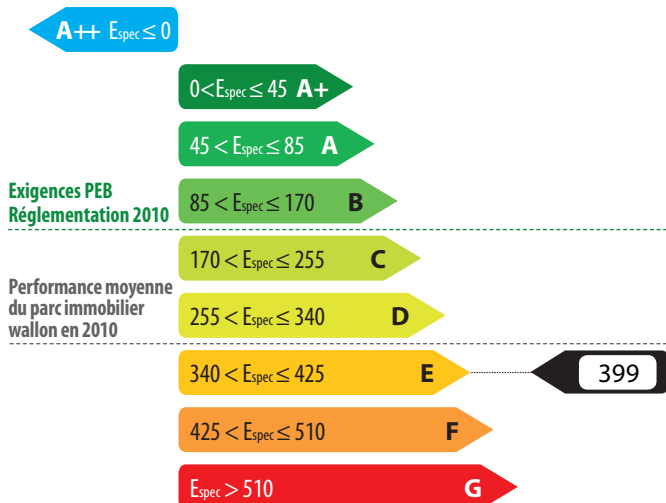 A++ Espec ≤ 0
0<Espec ≤ 45 A+
45 < Espec ≤ 85 A
Exigences PEB
Réglementation 2010
85 < Espec ≤ 170 B
170 < Espec ≤ 255 C
Performance moyenne
du parc immobilier
wallon en 2010
255 < Espec ≤ 340 D
340 < Espec ≤ 425 E
399
425 < Espec ≤ 510 F
Espec > 510 G